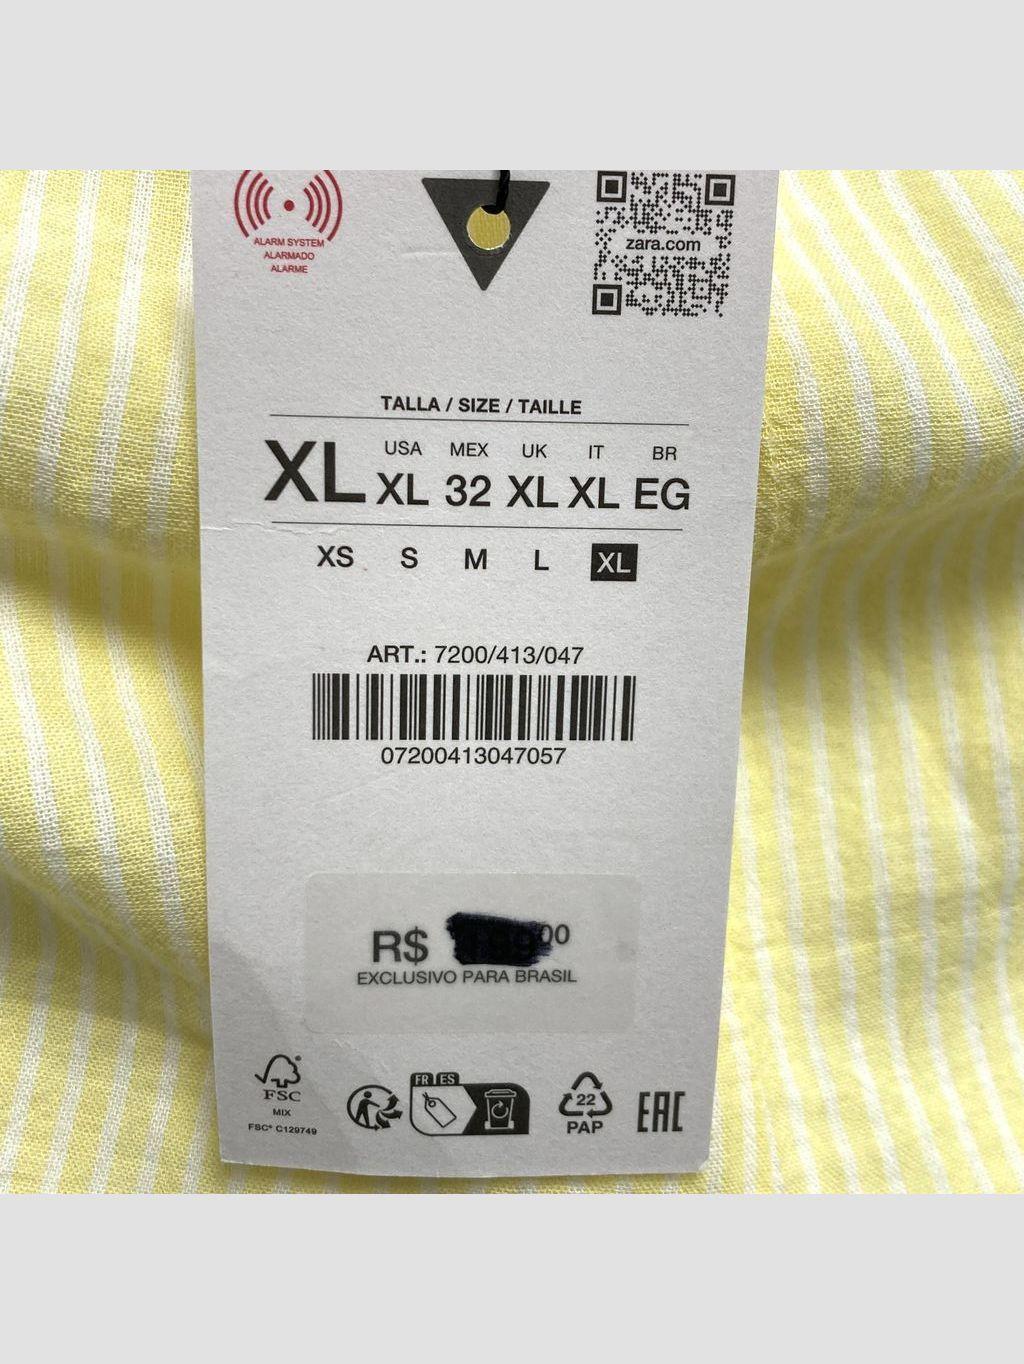 ALARM SYSTEM
ALARMADO
ALARME
zara.com
TALLA / SIZE / TAILLE
USA MEX UK IT BR
XL XL 32 XL XL EG
XS S M L XL
ART.: 7200/413/047
07200413047057
R$ 00
EXCLUSIVO PARA BRASIL
FSC
MIX
FSC® C129749
FR ES
22
PAP
EAC